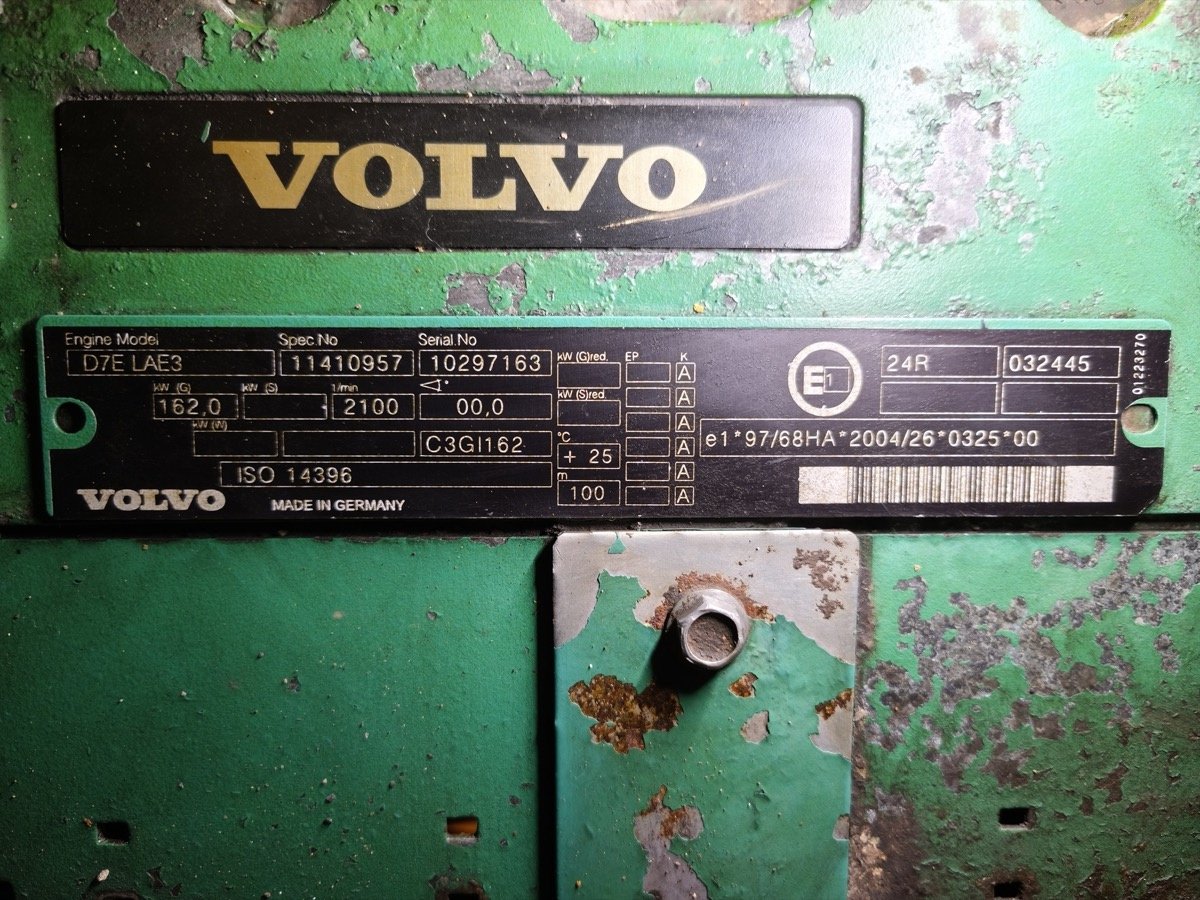 VOLVO
Engine Model Spec.No Serial.No
D7E LAE3 11410957 10297163
kW (G) kW (S) 1/min
162,0 2100 00,0
kW (W)
C3GI162
ISO 14396
VOLVO MADE IN GERMANY
kW (G)red. EP K
A
kW (S)red. A
A
°C A
+ 25 A
m
100 A
E1
24R 032445
e1*97/68HA*2004/26*0325*00
01223270